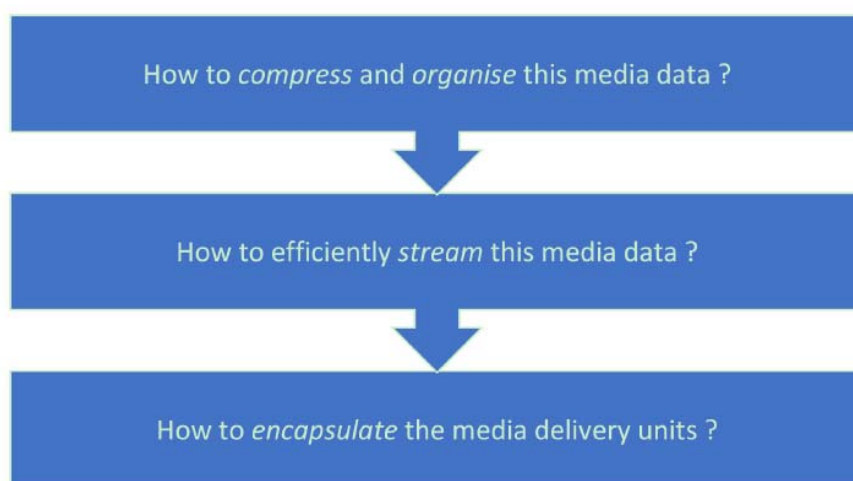 How to compress and organise this media data ?
How to efficiently stream this media data ?
How to encapsulate the media delivery units ?